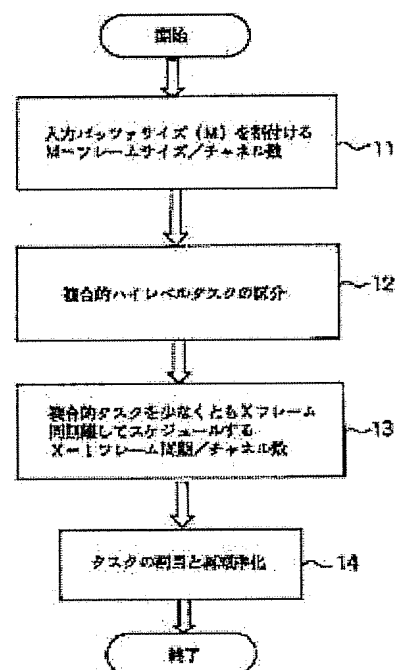 開始
入力バッファサイズ（M）を割付ける
M＝フレームサイズ／チャネル数
11
複合的ハイレベルタスクの区分
12
複合的タスクを少なくともXフレーム
間距離してスケジュールする
X＝1フレーム周期／チャネル数
13
タスクの割当と再順序化
14
終了